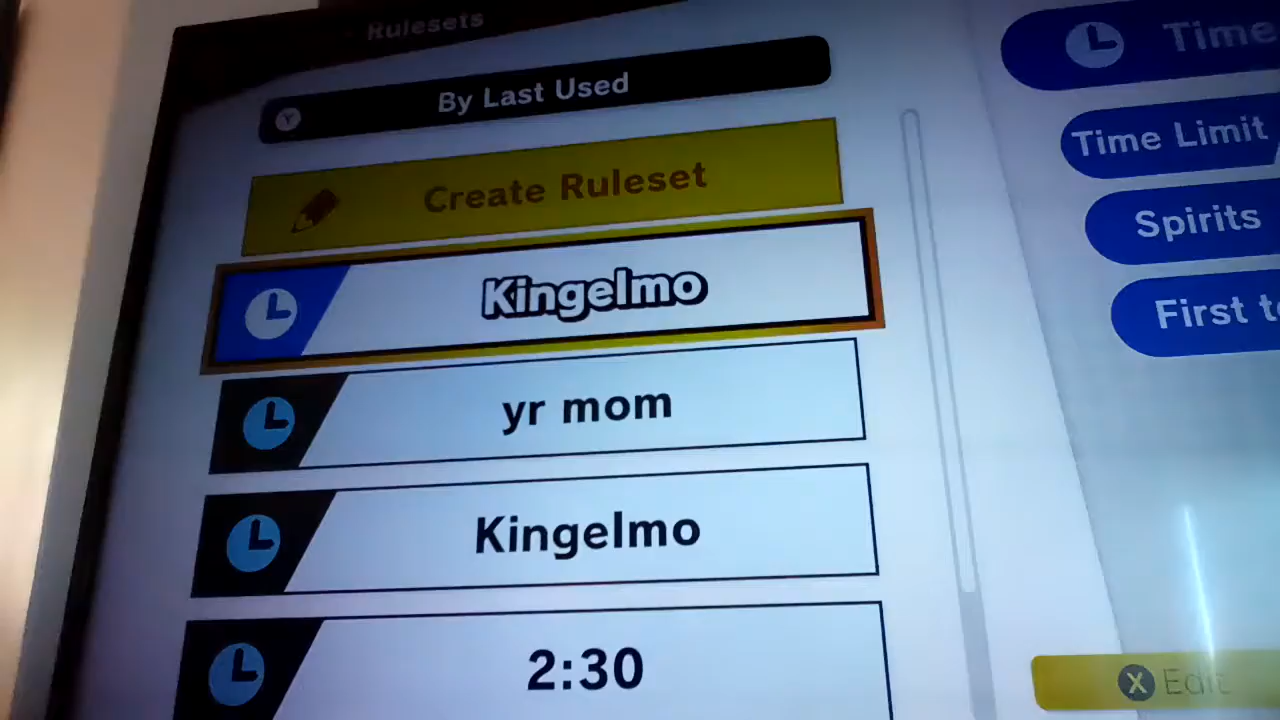 Rulesets
Y By Last Used
Create Ruleset
Kingelmo
yr mom
Kingelmo
2:30
Time
Time Limit
Spirits
First
X Edit